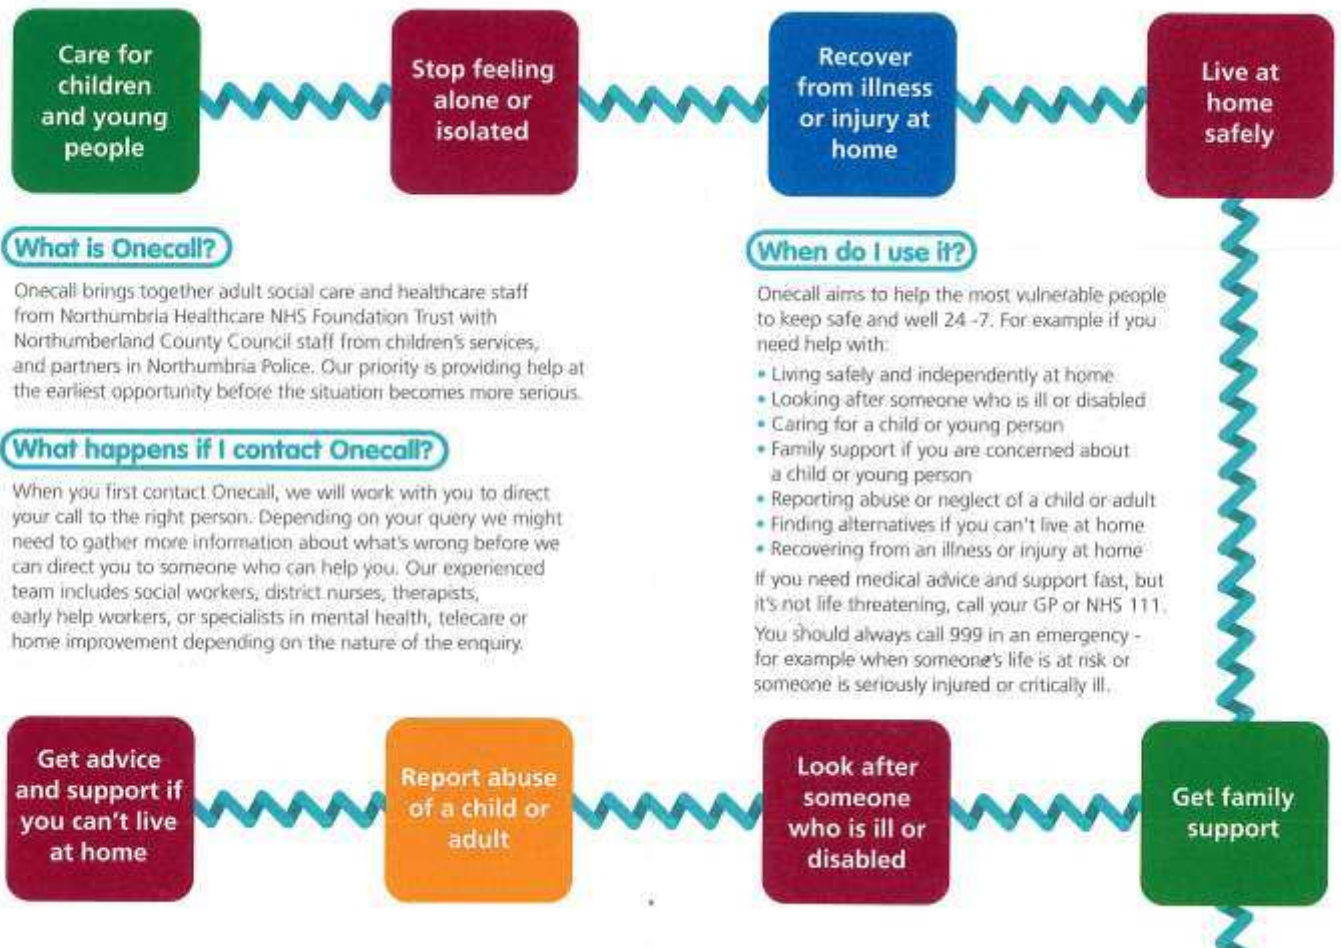 Care for
children
and young
people
Stop feeling
alone or
isolated
Recover
from illness
or injury at
home
Live at
home
safely
What is Onecall?
Onecall brings together adult social care and healthcare staff
from Northumbria Healthcare NHS Foundation Trust with
Northumberland County Council staff from children's services,
and partners in Northumbria Police. Our priority is providing help at
the earliest opportunity before the situation becomes more serious.
What happens if I contact Onecall?
When you first contact Onecall, we will work with you to direct
your call to the right person. Depending on your query we might
need to gather more information about what's wrong before we
can direct you to someone who can help you. Our experienced
team includes social workers, district nurses, therapists,
early help workers, or specialists in mental health, telecare or
home improvement depending on the nature of the enquiry.
When do I use it?
Onecall aims to help the most vulnerable people
to keep safe and well 24 -7. For example if you
need help with:
• Living safely and independently at home
• Looking after someone who is ill or disabled
• Caring for a child or young person
• Family support if you are concerned about
a child or young person
• Reporting abuse or neglect of a child or adult
• Finding alternatives if you can't live at home
• Recovering from an illness or injury at home
If you need medical advice and support fast, but
it's not life threatening, call your GP or NHS 111.
You should always call 999 in an emergency -
for example when someone's life is at risk or
someone is seriously injured or critically ill.
Get advice
and support if
you can't live
at home
Report abuse
of a child or
adult
Look after
someone
who is ill or
disabled
Get family
support